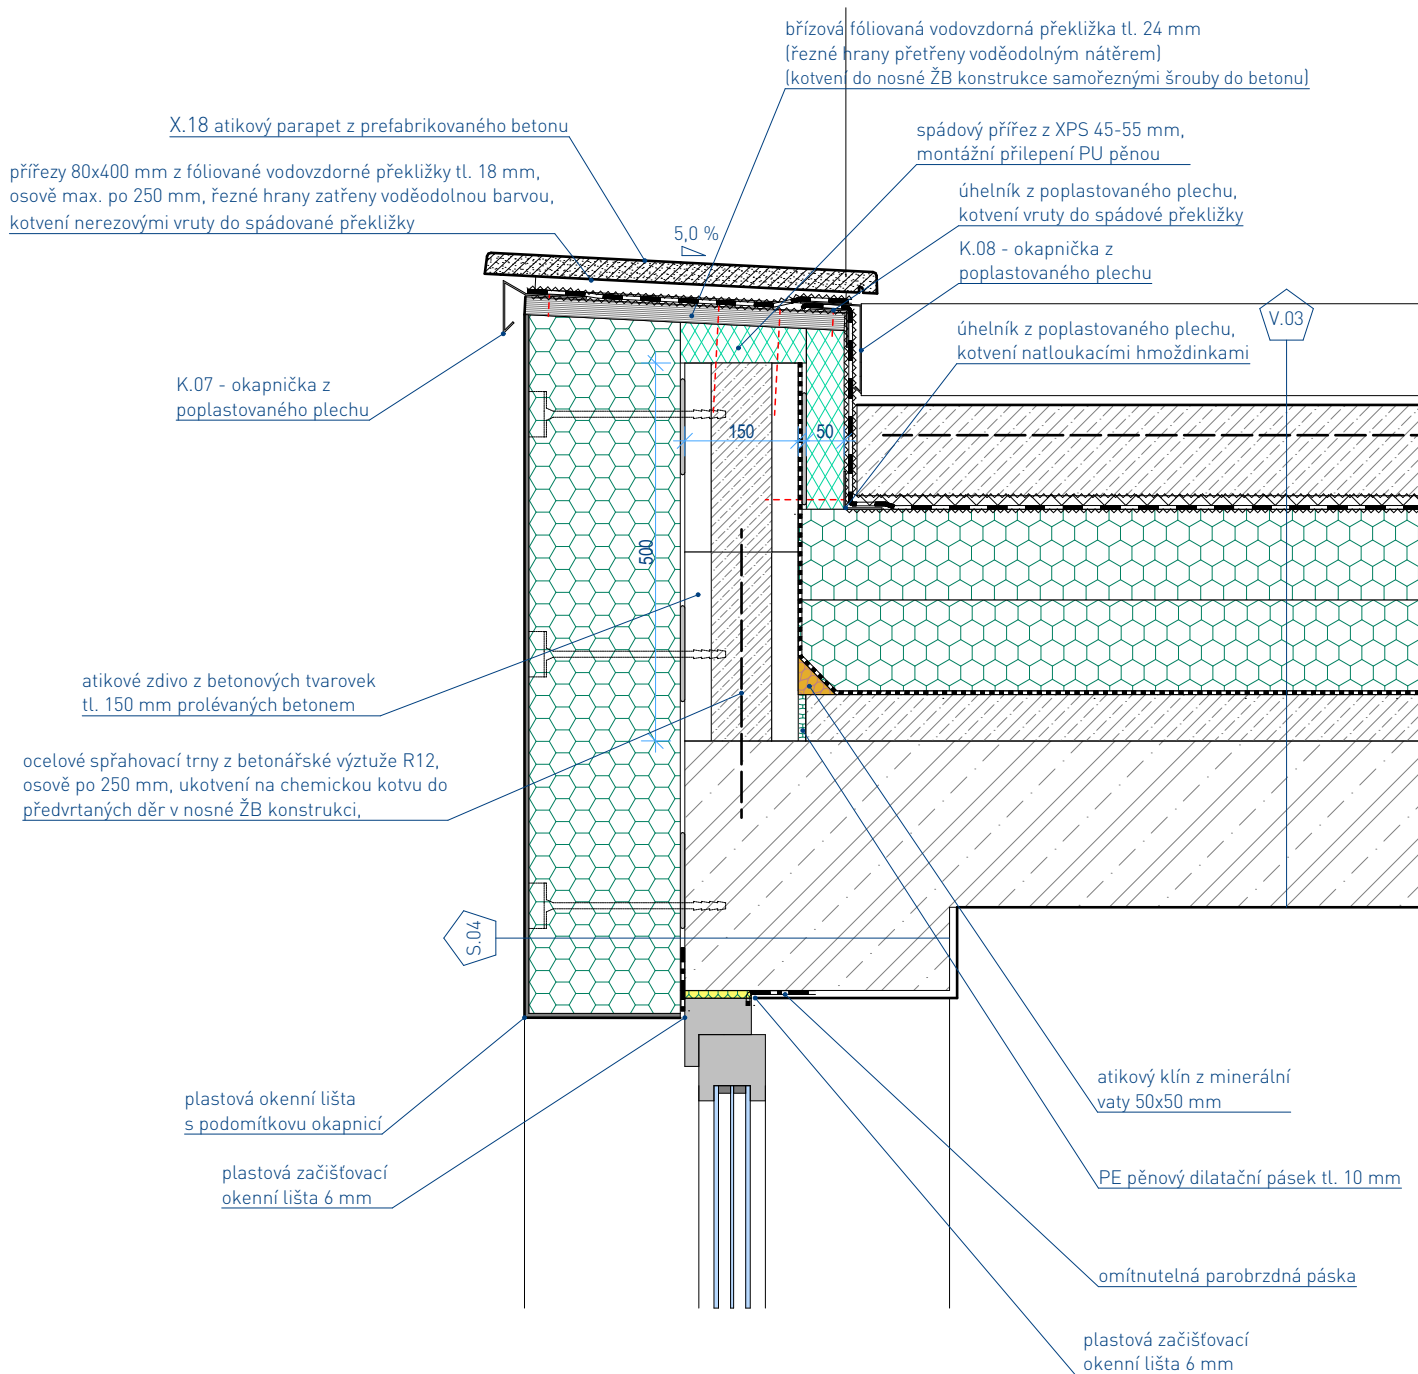 břízová fóliovaná vodovzdorná překližka tl. 24 mm
(řezné hrany přetřeny voděodolným nátěrem)
(kotvení do nosné ŽB konstrukce samořeznými šrouby do betonu)
X.18 atikový parapet z prefabrikovaného betonu
spádový přířez z XPS 45-55 mm,
montážní přilepení PU pěnou
přířezy 80x400 mm z fóliované vodovzdorné překližky tl. 18 mm,
osově max. po 250 mm, řezné hrany zatřeny voděodolnou barvou,
kotvení nerezovými vruty do spádované překližky
úhelník z poplastovaného plechu,
kotvení vruty do spádové překližky
5,0 %
K.08 - okapnička z
poplastovaného plechu
V.03
úhelník z poplastovaného plechu,
kotvení natloukacími hmoždinkami
K.07 - okapnička z
poplastovaného plechu
150
50
500
atikové zdivo z betonových tvarovek
tl. 150 mm prolévaných betonem
ocelové spřahovací trny z betonářské výztuže R12,
osově po 250 mm, ukotvení na chemickou kotvu do
předvrtaných děr v nosné ŽB konstrukci,
S.04
plastová okenní lišta
s podomítkovu okapnicí
atikový klín z minerální
vaty 50x50 mm
plastová začišťovací
okenní lišta 6 mm
PE pěnový dilatační pásek tl. 10 mm
omítnutelná parobrzdná páska
plastová začišťovací
okenní lišta 6 mm